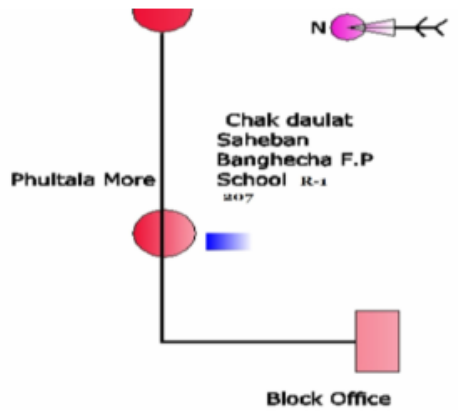 N
Chak daulat
Saheban
Banghecha F.P
Phultala More
School R-1
207
Block Office